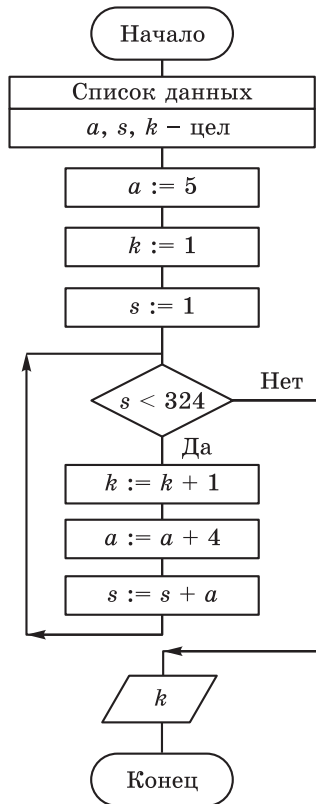 Начало
Список данных
a, s, k – цел
a := 5
k := 1
s := 1
s < 324
Нет
Да
k := k + 1
a := a + 4
s := s + a
k
Конец